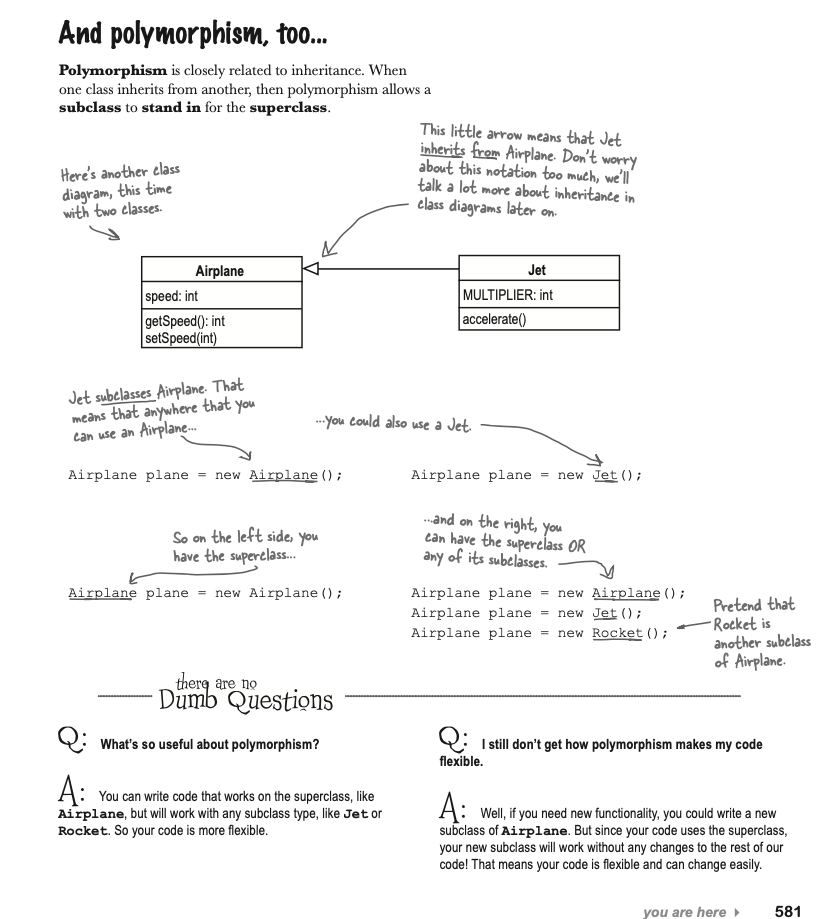 And polymorphism, too...
Polymorphism is closely related to inheritance. When
one class inherits from another, then polymorphism allows a
subclass to stand in for the superclass.
This little arrow means that Jet
inherits from Airplane. Don't worry
about this notation too much, we'll
talk a lot more about inheritance in
class diagrams later on.
Here's another class
diagram, this time
with two classes.
Airplane
speed: int
getSpeed(): int
setSpeed(int)
Jet
MULTIPLIER: int
accelerate()
Jet subclasses Airplane. That
means that anywhere that you
can use an Airplane...
...you could also use a Jet.
Airplane plane = new Airplane();
Airplane plane = new Jet();
So on the left side, you
have the superclass...
...and on the right, you
can have the superclass OR
any of its subclasses.
Airplane plane = new Airplane();
Airplane plane = new Airplane();
Airplane plane = new Jet();
Airplane plane = new Rocket();
Pretend that
Rocket is
another subclass
of Airplane.
there are no
Dumb Questions
Q: What's so useful about polymorphism?
A: You can write code that works on the superclass, like
Airplane, but will work with any subclass type, like Jet or
Rocket. So your code is more flexible.
Q: I still don't get how polymorphism makes my code
flexible.
A: Well, if you need new functionality, you could write a new
subclass of Airplane. But since your code uses the superclass,
your new subclass will work without any changes to the rest of our
code! That means your code is flexible and can change easily.
you are here 581